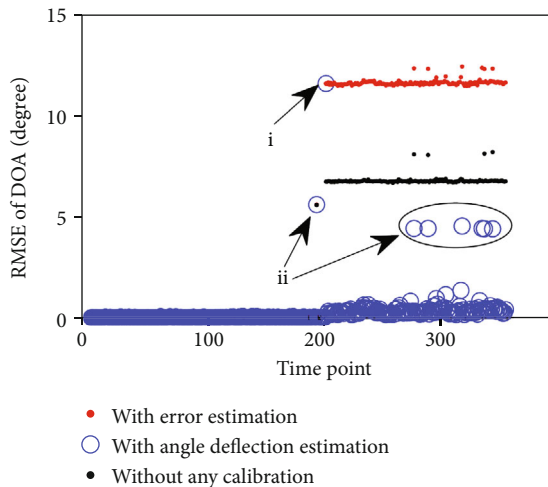 15
10
5
0
RMSE of DOA (degree)
i
ii
0
100
200
300
Time point
With error estimation
With angle deflection estimation
Without any calibration